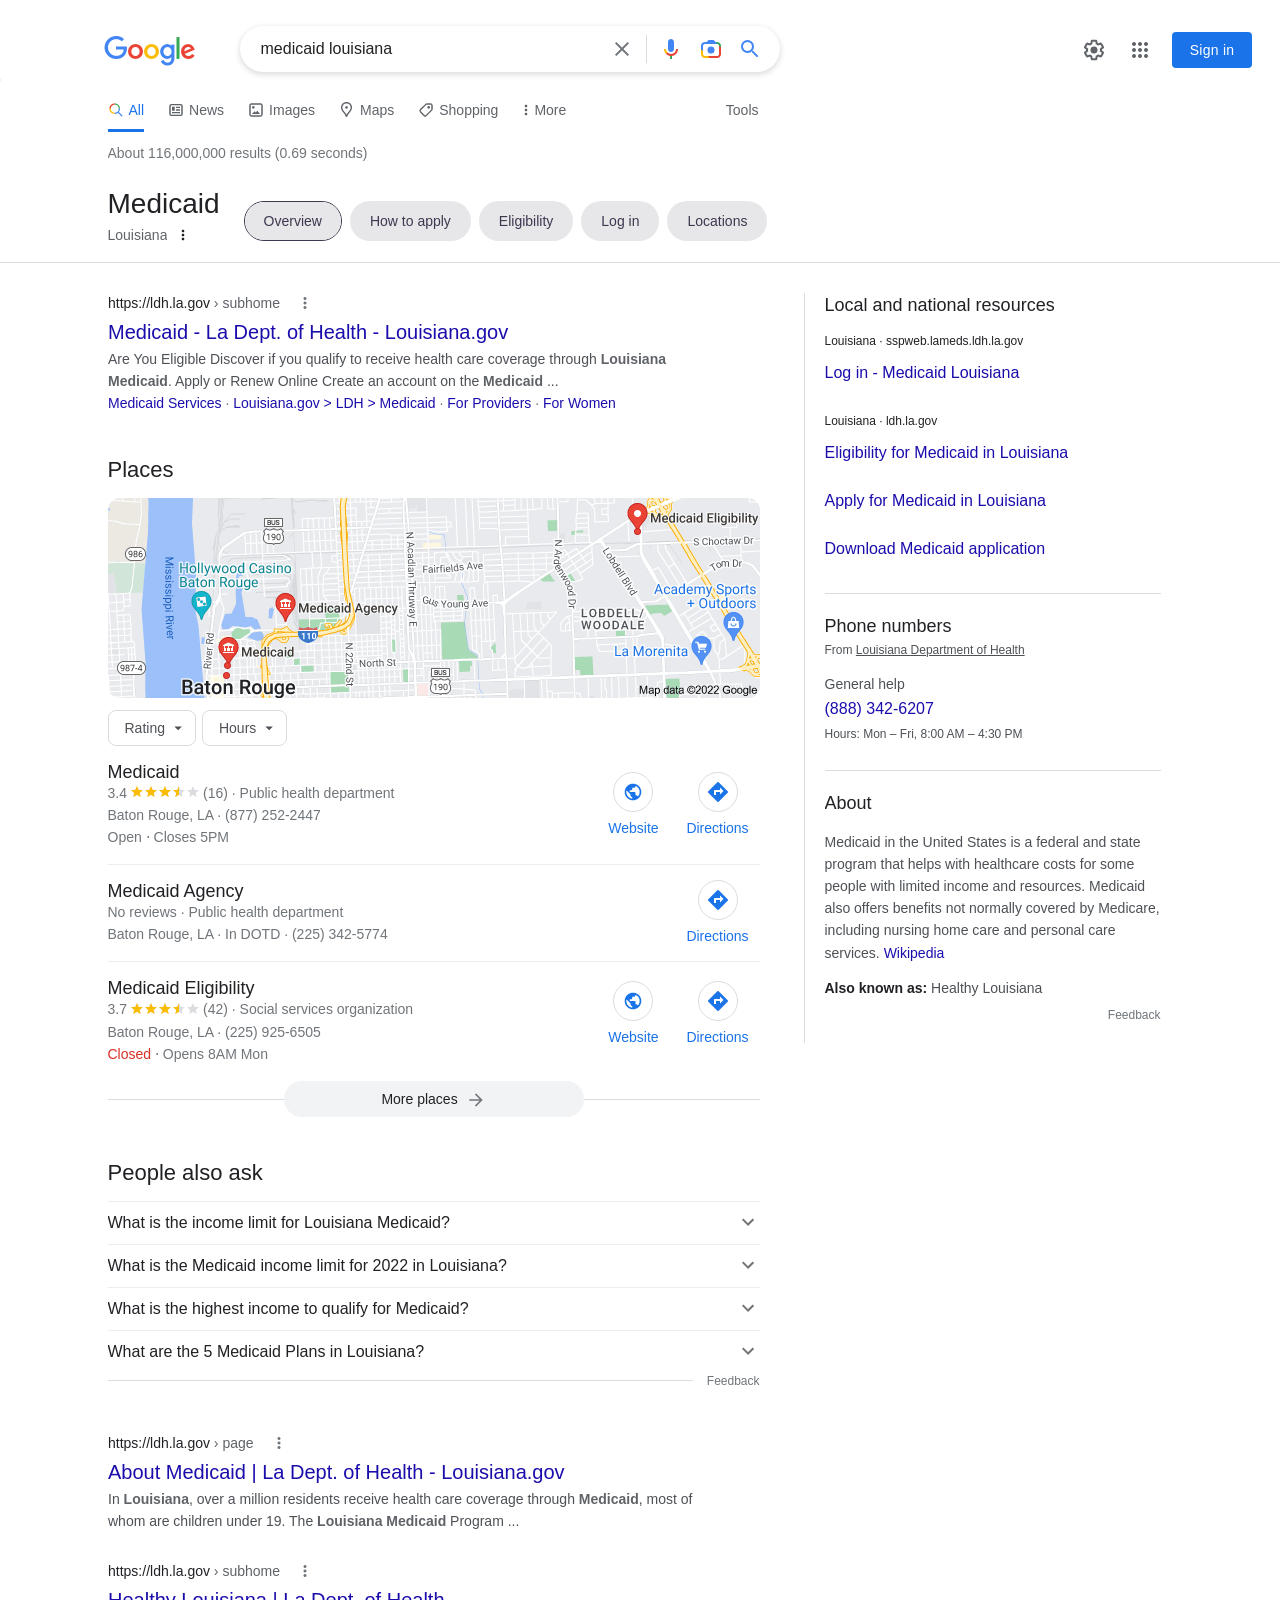 Google
medicaid louisiana
Sign in
All News Images Maps Shopping More Tools
About 116,000,000 results (0.69 seconds)
Medicaid
Louisiana
Overview How to apply Eligibility Log in Locations
https://ldh.la.gov › subhome
Medicaid - La Dept. of Health - Louisiana.gov
Are You Eligible Discover if you qualify to receive health care coverage through Louisiana
Medicaid. Apply or Renew Online Create an account on the Medicaid ...
Medicaid Services · Louisiana.gov > LDH > Medicaid · For Providers · For Women
Places
BUS
190
986
Mississippi River
Hollywood Casino
Baton Rouge
Medicaid Agency
110
River Rd
Medicaid
987-4
Baton Rouge
N 22nd St
North St
N Acadian Thruway E
Fairfields Ave
Gus Young Ave
BUS
190
N Ardenwood Dr
Lobdell Blvd
LOBDELL/
WOODALE
Medicaid Eligibility
S Choctaw Dr
Tom Dr
Academy Sports
+ Outdoors
La Morenita
Map data ©2022 Google
Rating Hours
Medicaid
3.4 (16) · Public health department
Baton Rouge, LA · (877) 252-2447
Open ⋅ Closes 5PM
Website Directions
Medicaid Agency
No reviews · Public health department
Baton Rouge, LA · In DOTD · (225) 342-5774
Directions
Medicaid Eligibility
3.7 (42) · Social services organization
Baton Rouge, LA · (225) 925-6505
Closed ⋅ Opens 8AM Mon
Website Directions
More places
People also ask
What is the income limit for Louisiana Medicaid?
What is the Medicaid income limit for 2022 in Louisiana?
What is the highest income to qualify for Medicaid?
What are the 5 Medicaid Plans in Louisiana?
Feedback
https://ldh.la.gov › page
About Medicaid | La Dept. of Health - Louisiana.gov
In Louisiana, over a million residents receive health care coverage through Medicaid, most of
whom are children under 19. The Louisiana Medicaid Program ...
https://ldh.la.gov › subhome
Healthy Louisiana | La Dept. of Health
Local and national resources
Louisiana · sspweb.lameds.ldh.la.gov
Log in - Medicaid Louisiana
Louisiana · ldh.la.gov
Eligibility for Medicaid in Louisiana
Apply for Medicaid in Louisiana
Download Medicaid application
Phone numbers
From Louisiana Department of Health
General help
(888) 342-6207
Hours: Mon – Fri, 8:00 AM – 4:30 PM
About
Medicaid in the United States is a federal and state
program that helps with healthcare costs for some
people with limited income and resources. Medicaid
also offers benefits not normally covered by Medicare,
including nursing home care and personal care
services. Wikipedia
Also known as: Healthy Louisiana
Feedback